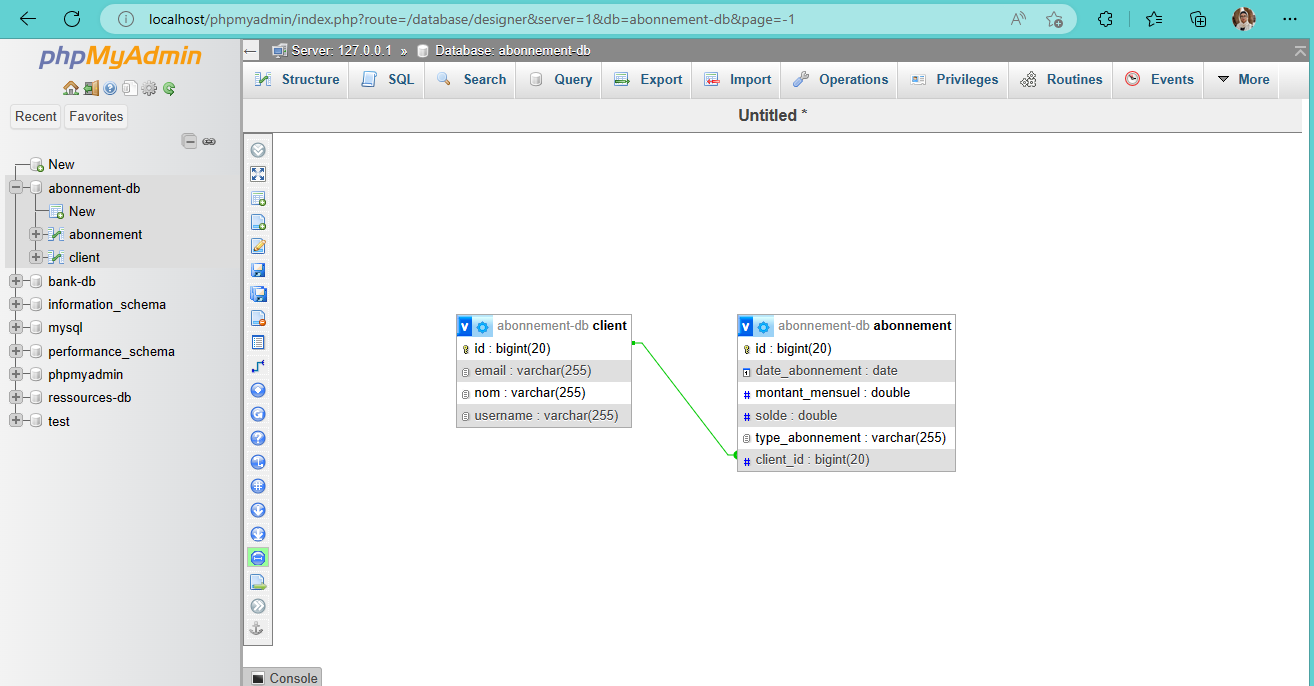 localhost/phpmyadmin/index.php?route=/database/designer&server=1&db=abonnement-db&page=-1
phpMyAdmin
Recent
Favorites
New
abonnement-db
New
abonnement
client
bank-db
information_schema
mysql
performance_schema
phpmyadmin
ressources-db
test
Server: 127.0.0.1 » Database: abonnement-db
Structure
SQL
Search
Query
Export
Import
Operations
Privileges
Routines
Events
More
Untitled *
v abonnement-db client
id : bigint(20)
email : varchar(255)
nom : varchar(255)
username : varchar(255)
v abonnement-db abonnement
id : bigint(20)
date_abonnement : date
# montant_mensuel : double
# solde : double
type_abonnement : varchar(255)
# client_id : bigint(20)
Console